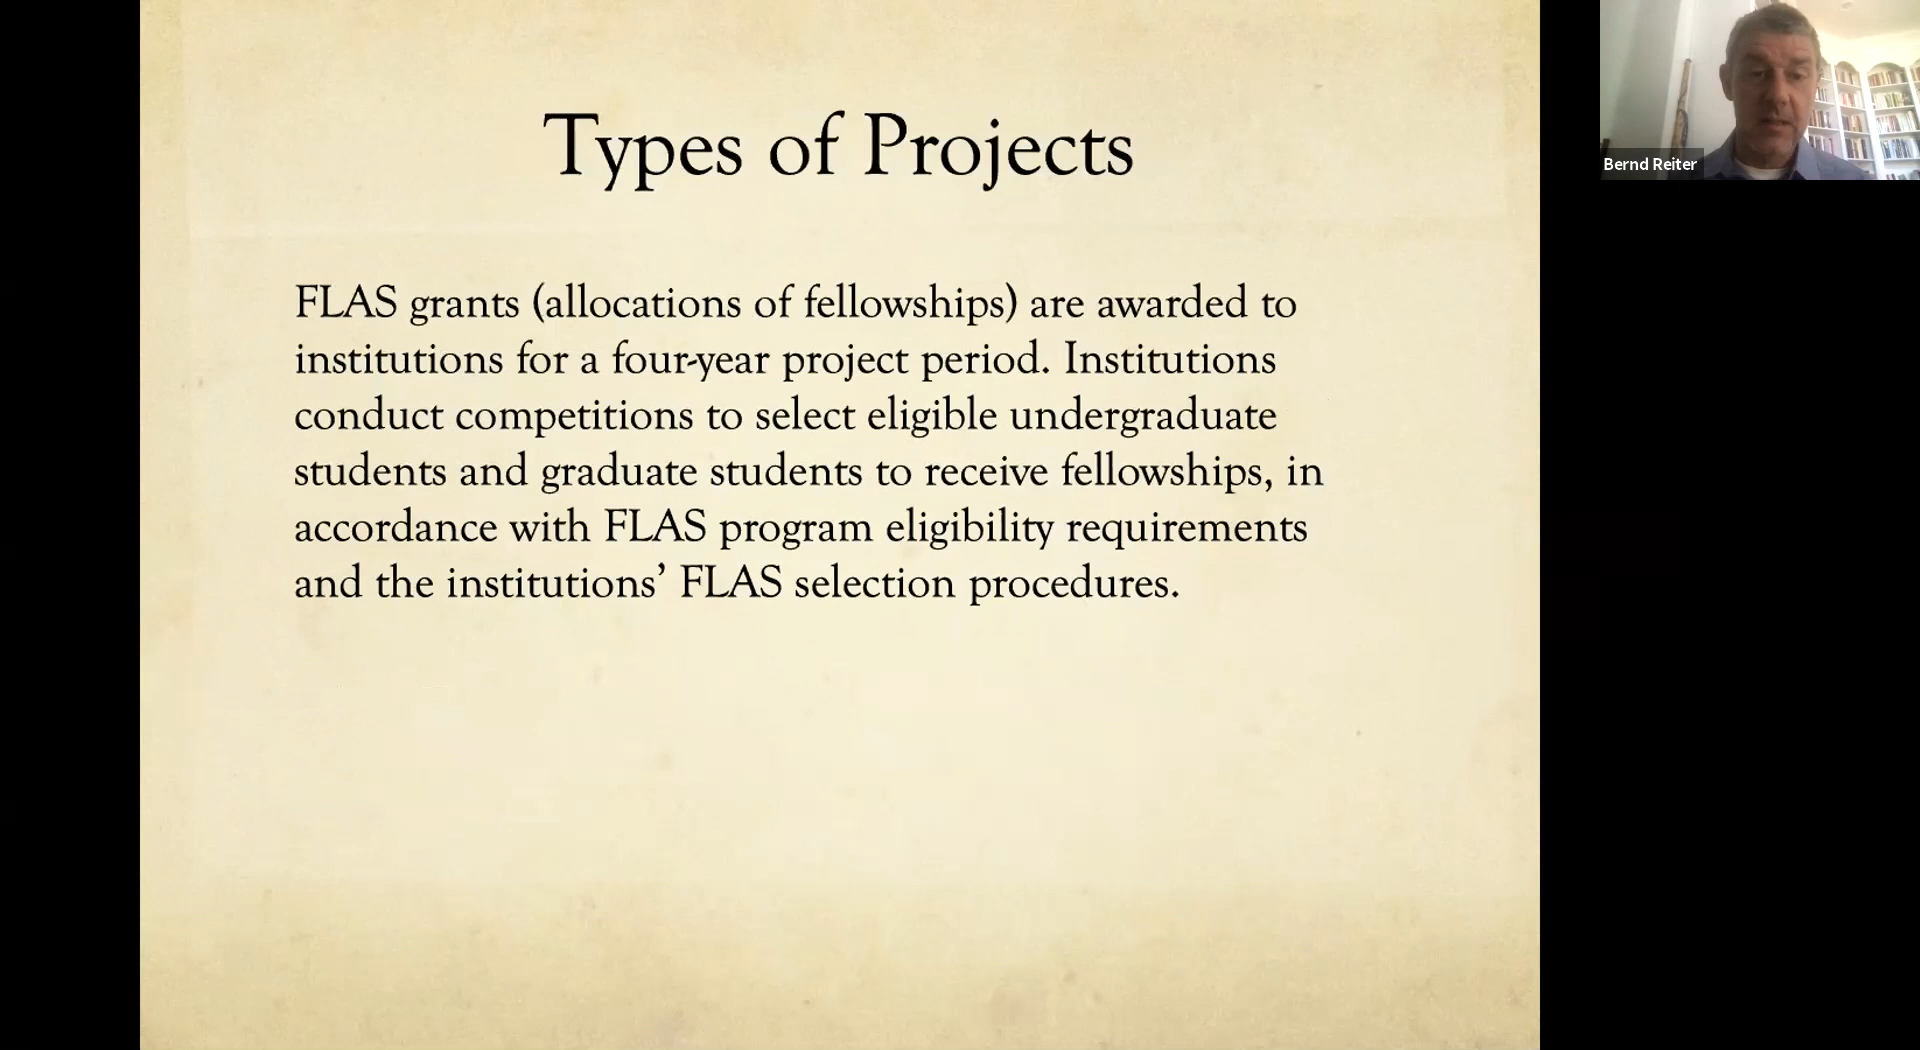 Types of Projects
FLAS grants (allocations of fellowships) are awarded to
institutions for a four-year project period. Institutions
conduct competitions to select eligible undergraduate
students and graduate students to receive fellowships, in
accordance with FLAS program eligibility requirements
and the institutions’ FLAS selection procedures.
Bernd Reiter